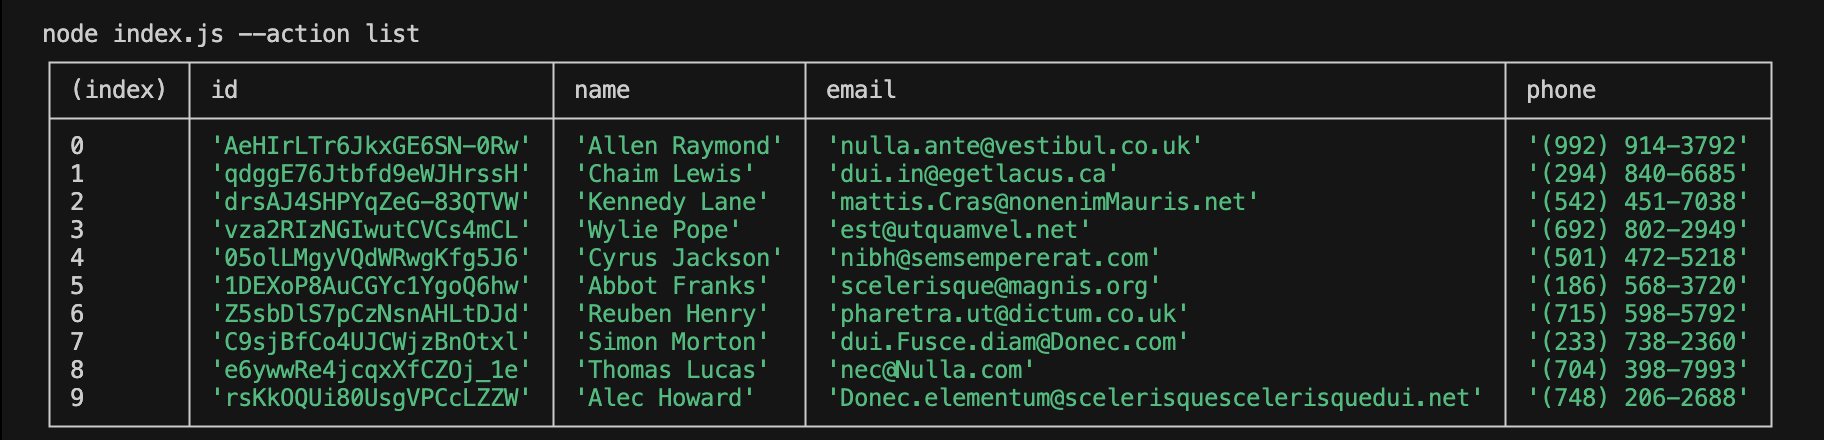 node index.js --action list
(index) id name email phone
0 'AeHIrLTr6JkxGE6SN-0Rw' 'Allen Raymond' 'nulla.ante@vestibul.co.uk' '(992) 914-3792'
1 'qdggE76Jtbfd9eWJHrssH' 'Chaim Lewis' 'dui.in@egetlacus.ca' '(294) 840-6685'
2 'drsAJ4SHPYqZeG-83QTVW' 'Kennedy Lane' 'mattis.Cras@nonenimMauris.net' '(542) 451-7038'
3 'vza2RIzNGIwutCVCs4mCL' 'Wylie Pope' 'est@utquamvel.net' '(692) 802-2949'
4 '05olLMgyVQdWRwgKfg5J6' 'Cyrus Jackson' 'nibh@semsempererat.com' '(501) 472-5218'
5 '1DEXoP8AuCGYc1YgoQ6hw' 'Abbot Franks' 'scelerisque@magnis.org' '(186) 568-3720'
6 'Z5sbDlS7pCzNsnAHLtDJd' 'Reuben Henry' 'pharetra.ut@dictum.co.uk' '(715) 598-5792'
7 'C9sjBfCo4UJCWjzBnOtxl' 'Simon Morton' 'dui.Fusce.diam@Donec.com' '(233) 738-2360'
8 'e6ywwRe4jcqxXfCZOj_1e' 'Thomas Lucas' 'nec@Nulla.com' '(704) 398-7993'
9 'rsKkOQUi80UsgVPCcLZZW' 'Alec Howard' 'Donec.elementum@scelerisquescelerisquedui.net' '(748) 206-2688'